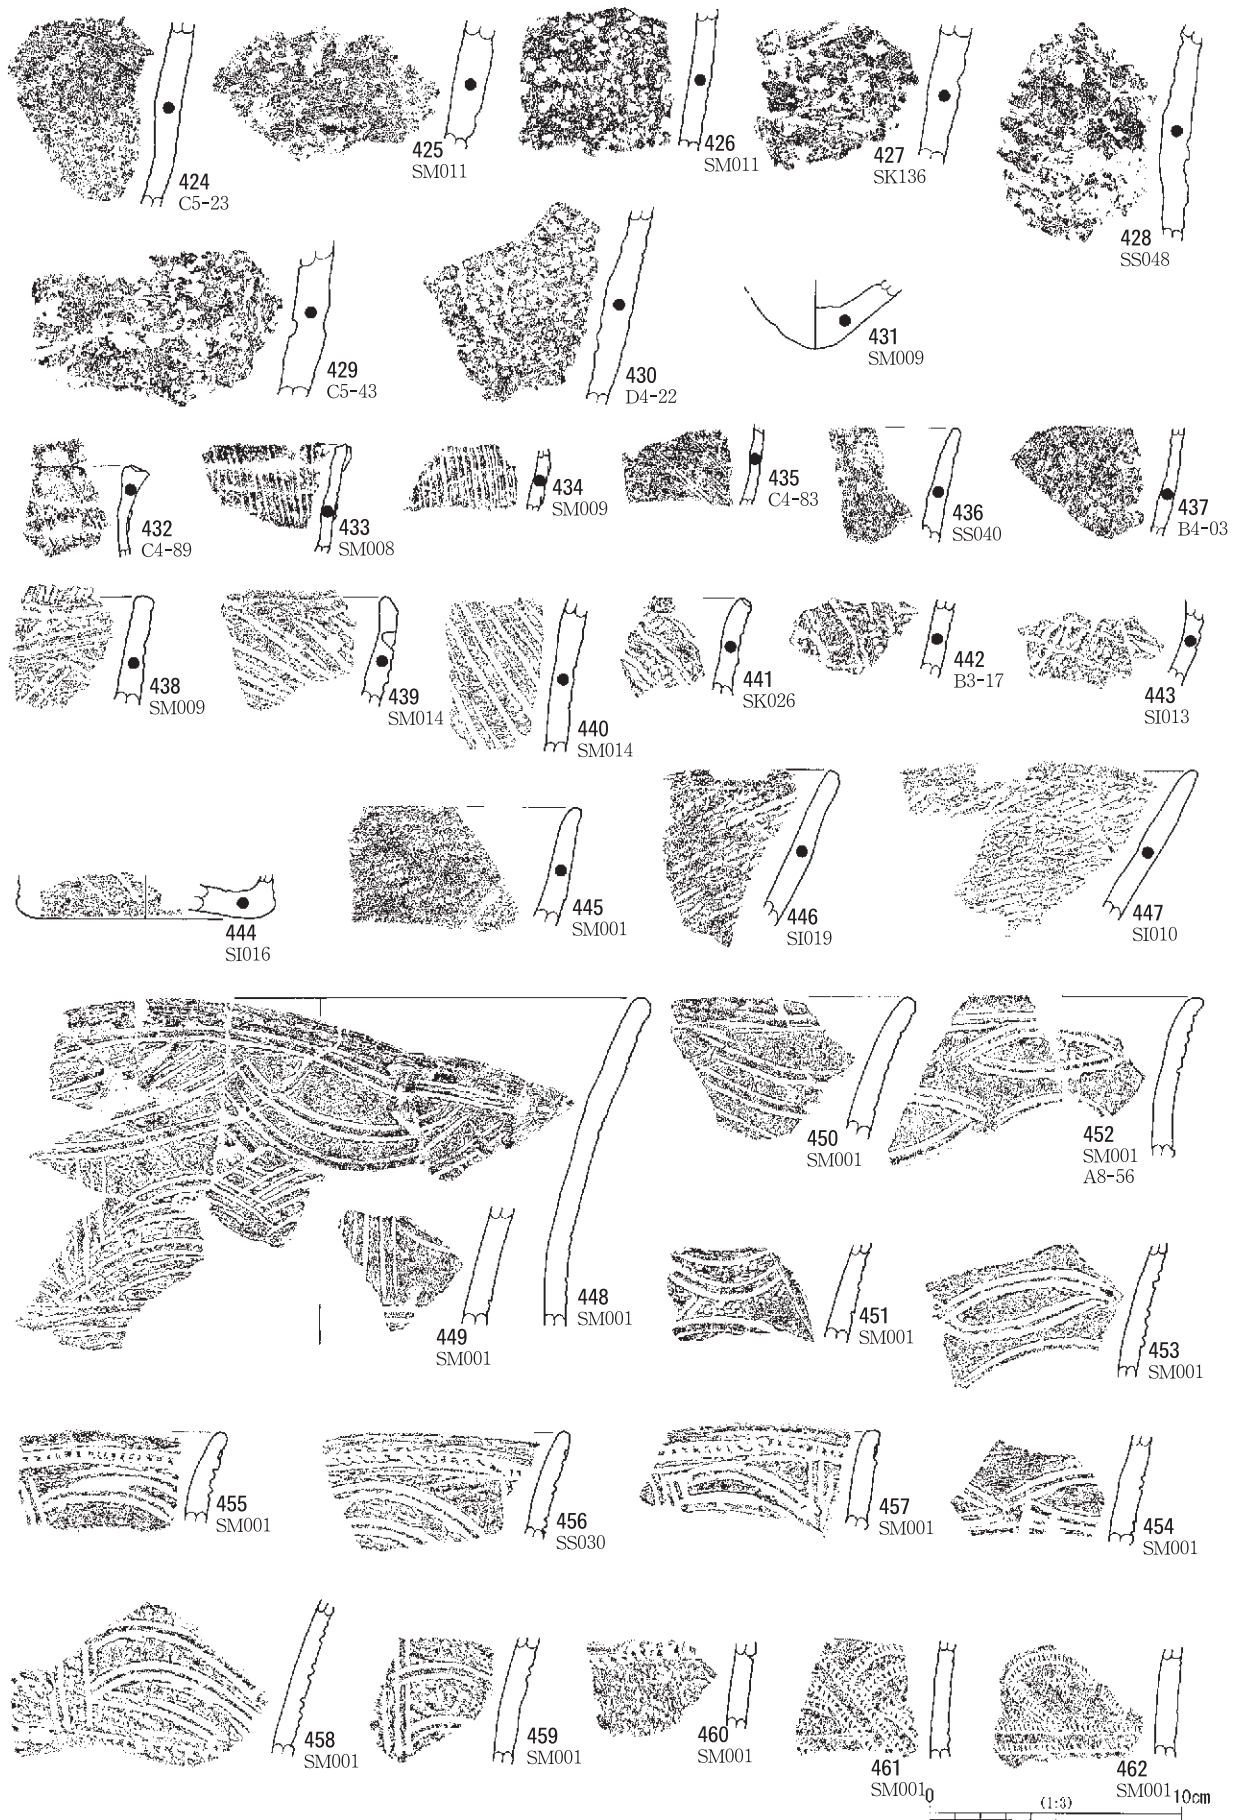 424
C5-23
425
SM011
426
SM011
427
SK136
428
SS048
429
C5-43
430
D4-22
431
SM009
432
C4-89
433
SM008
434
SM009
435
C4-83
436
SS040
437
B4-03
438
SM009
439
SM014
440
SM014
441
SK026
442
B3-17
443
SI013
444
SI016
445
SM001
446
SI019
447
SI010
448
SM001
449
SM001
450
SM001
451
SM001
452
SM001
A8-56
453
SM001
455
SM001
456
SS030
457
SM001
454
SM001
458
SM001
459
SM001
460
SM001
461
SM001
462
SM001
0 (1:3) 10cm